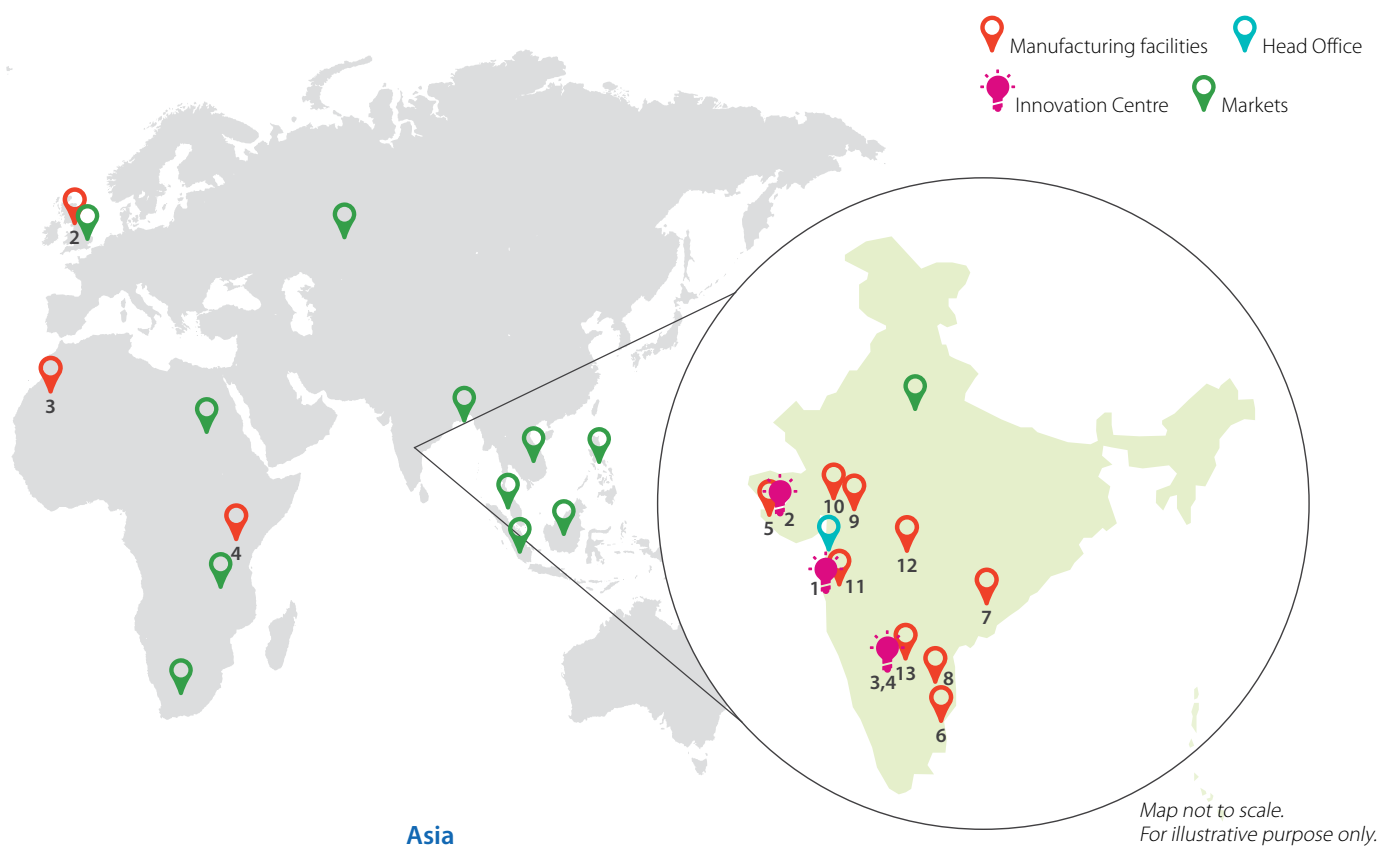 Manufacturing facilities
Head Office
Innovation Centre
Markets
2
3
4
5
2
10
9
12
1
11
7
3,4
13
8
6
Map not to scale.
For illustrative purpose only.
Asia